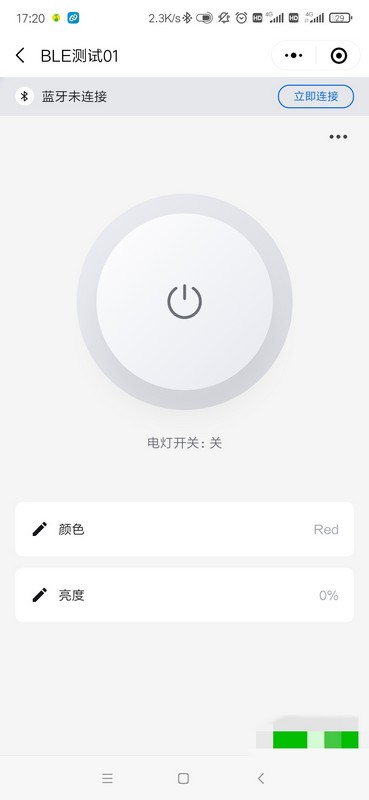 17:20
2.3K/s
HD 4G HD 4G 29
BLE测试01
蓝牙未连接
立即连接
电灯开关: 关
颜色
Red
亮度
0%